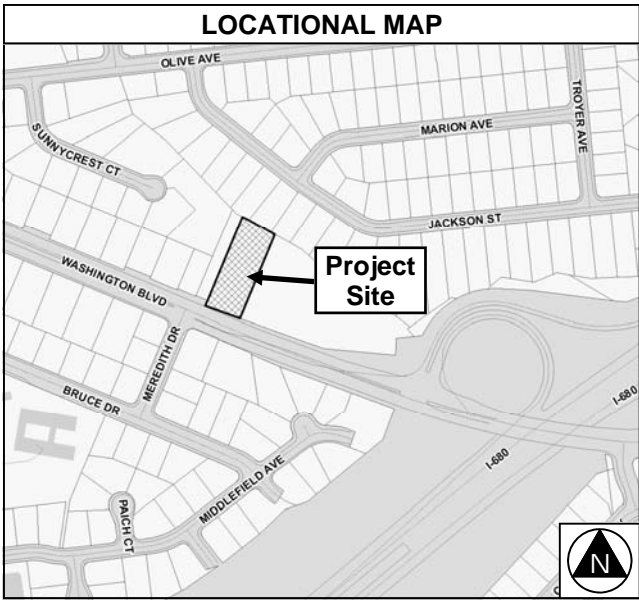 LOCATIONAL MAP
OLIVE AVE
TROYER AVE
MARION AVE
SUNNYCREST CT
JACKSON ST
Project
Site
WASHINGTON BLVD
MEREDITH DR
BRUCE DR
I-680
I-680
MIDDLEFIELD AVE
PAICH CT
N